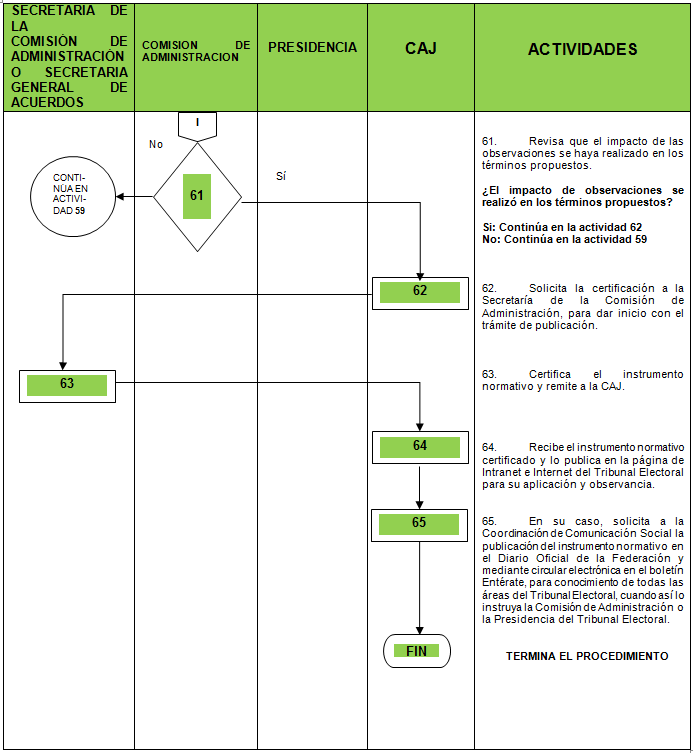 SECRETARIA DE
LA
COMISIÓN DE
ADMINISTRACIÓN
O SECRETARIA
GENERAL DE
ACUERDOS
COMISION DE
ADMINISTRACION
PRESIDENCIA
CAJ
ACTIVIDADES
I
No
Sí
CONTI-
NÚA EN
ACTIVI-
DAD 59
61
62
63
64
65
FIN
61. Revisa que el impacto de las
observaciones se haya realizado en los
términos propuestos.
¿El impacto de observaciones se
realizó en los términos propuestos?
Si: Continúa en la actividad 62
No: Continúa en la actividad 59
62. Solicita la certificación a la
Secretaría de la Comisión de
Administración, para dar inicio con el
trámite de publicación.
63. Certifica el instrumento
normativo y remite a la CAJ.
64. Recibe el instrumento normativo
certificado y lo publica en la página de
Intranet e Internet del Tribunal Electoral
para su aplicación y observancia.
65. En su caso, solicita a la
Coordinación de Comunicación Social la
publicación del instrumento normativo en
el Diario Oficial de la Federación y
mediante circular electrónica en el boletín
Entérate, para conocimiento de todas las
áreas del Tribunal Electoral, cuando así lo
instruya la Comisión de Administración o
la Presidencia del Tribunal Electoral.
TERMINA EL PROCEDIMIENTO